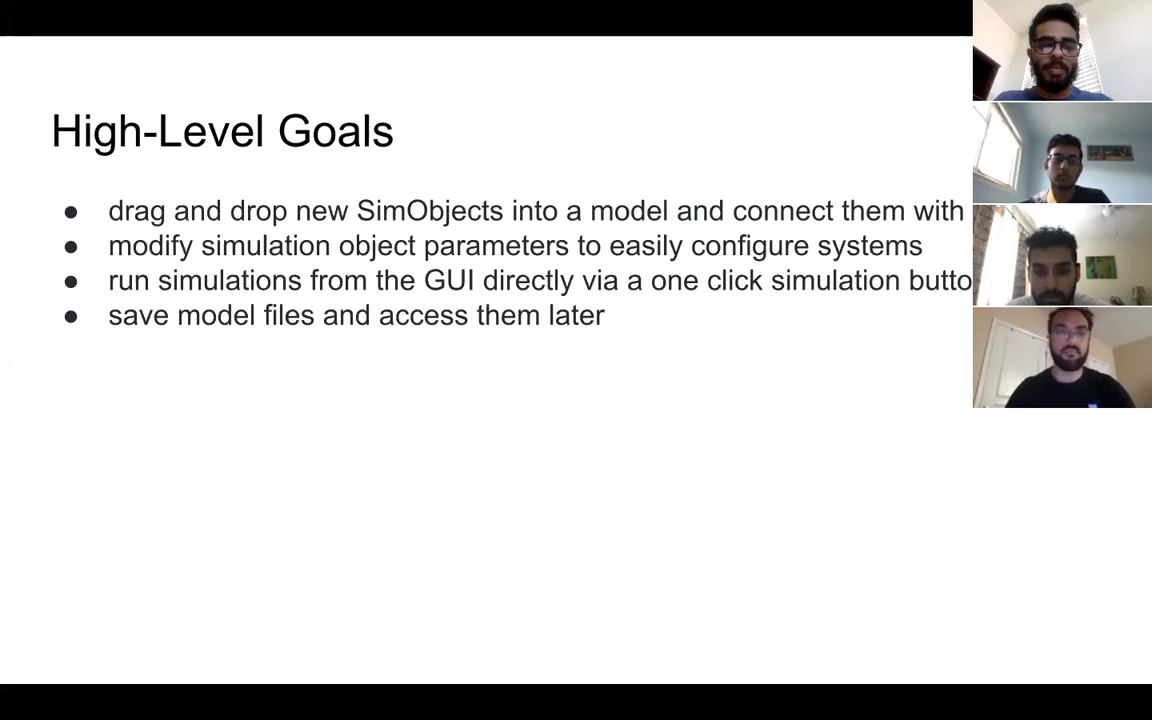 High-Level Goals
● drag and drop new SimObjects into a model and connect them with
● modify simulation object parameters to easily configure systems
● run simulations from the GUI directly via a one click simulation butto
● save model files and access them later